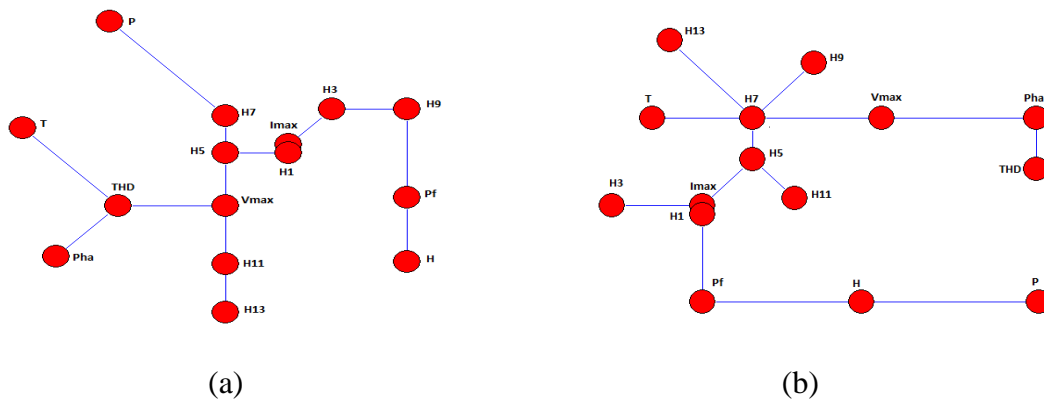 P
H7
H3
H9
Imax
H1
T
H5
THD
Vmax
Pf
Pha
H11
H
H13
(a)
H13
H9
T
H7
Vmax
Pha
H5
THD
H3
Imax
H1
H11
Pf
H
P
(b)